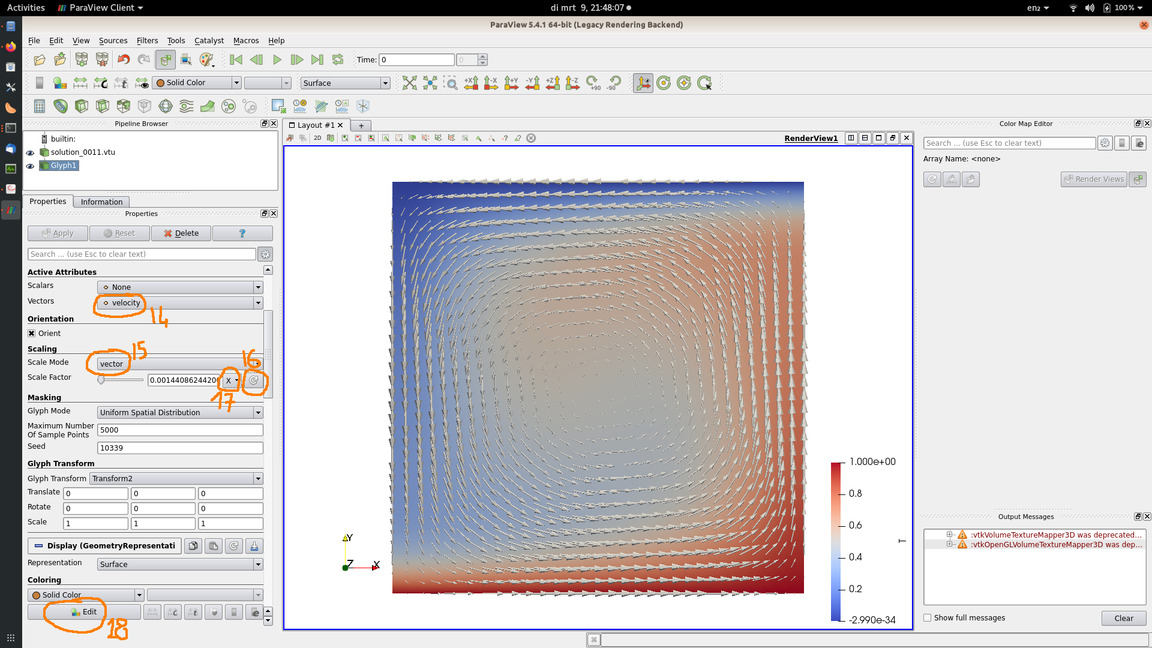 Activities ParaView Client di mrt 9, 21:48:07 en₂ 100%
ParaView 5.4.1 64-bit (Legacy Rendering Backend)
File Edit View Sources Filters Tools Catalyst Macros Help
Time: 0 0
Solid Color Surface
Pipeline Browser
builtin:
solution_0011.vtu
Glyph1
Properties Information
Properties
Apply Reset Delete ?
Search ... (use Esc to clear text)
Active Attributes
Scalars None
Vectors velocity
14
Orientation
Orient
Scaling
15
16
Scale Mode vector
Scale Factor 0.0014408624420 X
17
Masking
Glyph Mode Uniform Spatial Distribution
Maximum Number Of Sample Points 5000
Seed 10339
Glyph Transform
Glyph Transform Transform2
Translate 0 0 0
Rotate 0 0 0
Scale 1 1 1
Display (GeometryRepresentati
Representation Surface
Coloring
Solid Color
Edit
18
Layout #1
2D
RenderView1
Y
Z X
1.000e+00
0.8
0.6
0.4
0.2
-2.990e-34
T
Color Map Editor
Search ... (use Esc to clear text)
Array Name: <none>
Render Views
Output Messages
:vtkVolumeTextureMapper3D was deprecated...
:vtkOpenGLVolumeTextureMapper3D was dep...
Show full messages Clear